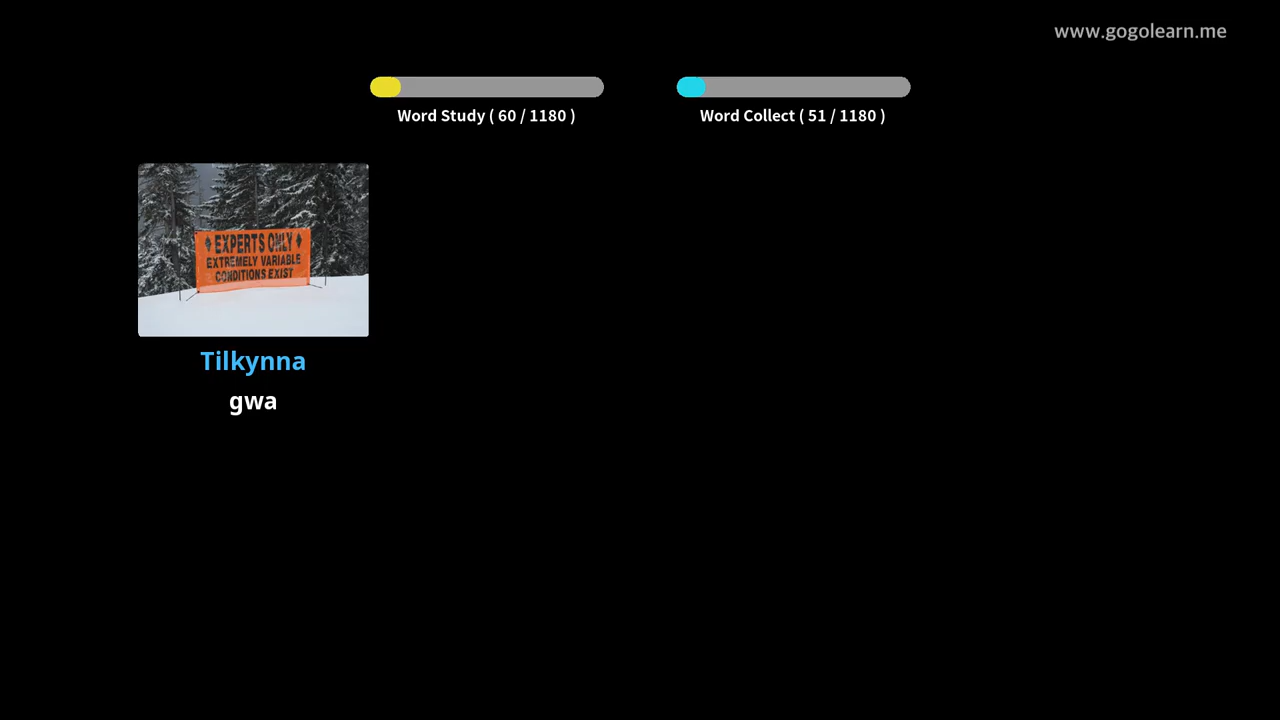 www.gogolearn.me
Word Study ( 60 / 1180 )
Word Collect ( 51 / 1180 )
EXPERTS ONLY
EXTREMELY VARIABLE
CONDITIONS EXIST
Tilkynna
gwa